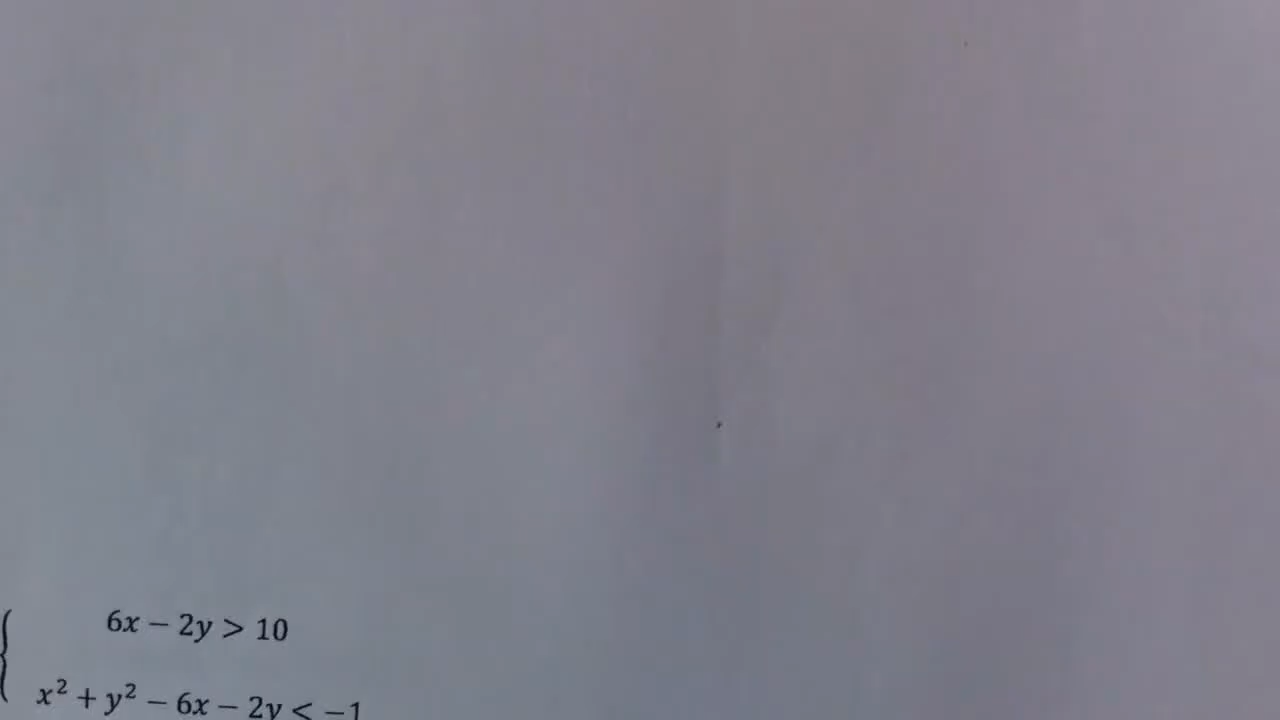 6x − 2y > 10
x² + y² − 6x − 2y < −1